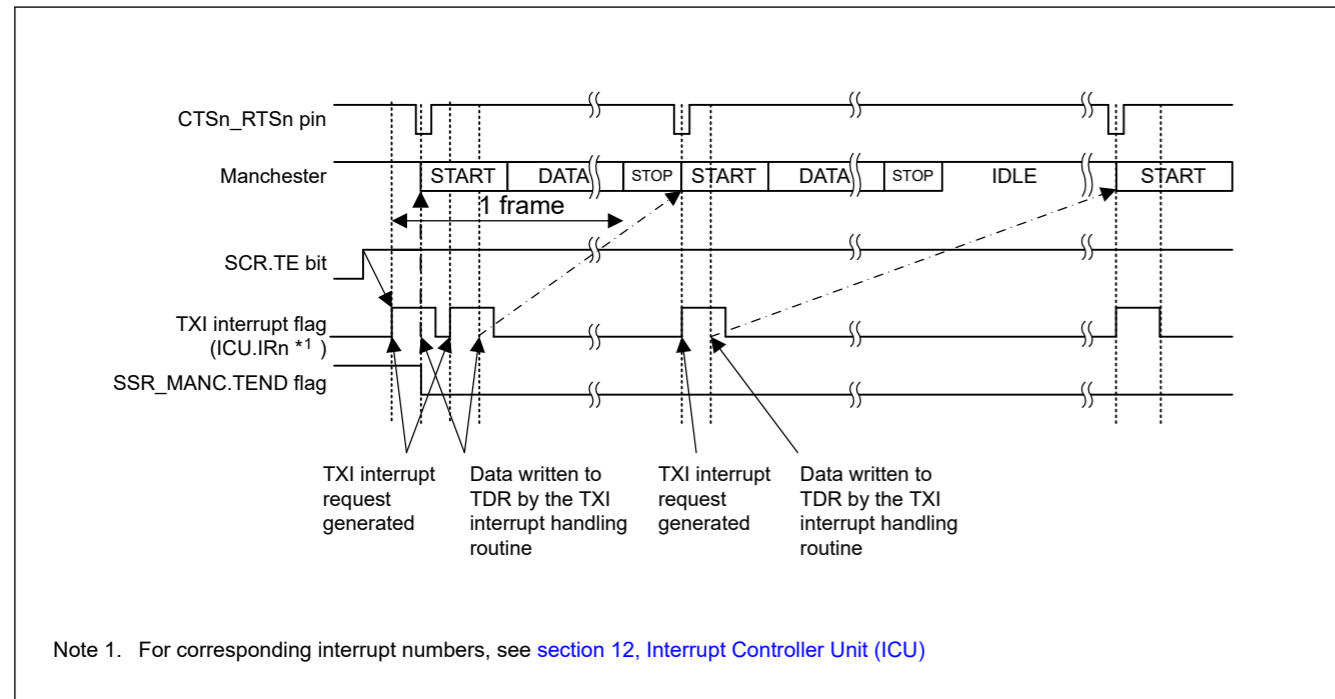 CTSn_RTSn pin
Manchester START DATA STOP START DATA STOP IDLE START
1 frame
SCR.TE bit
TXI interrupt flag
(ICU.IRn *1 )
SSR_MANC.TEND flag
TXI interrupt
request
generated
Data written to
TDR by the TXI
interrupt handling
routine
TXI interrupt
request
generated
Data written to
TDR by the TXI
interrupt handling
routine
Note 1. For corresponding interrupt numbers, see section 12, Interrupt Controller Unit (ICU)